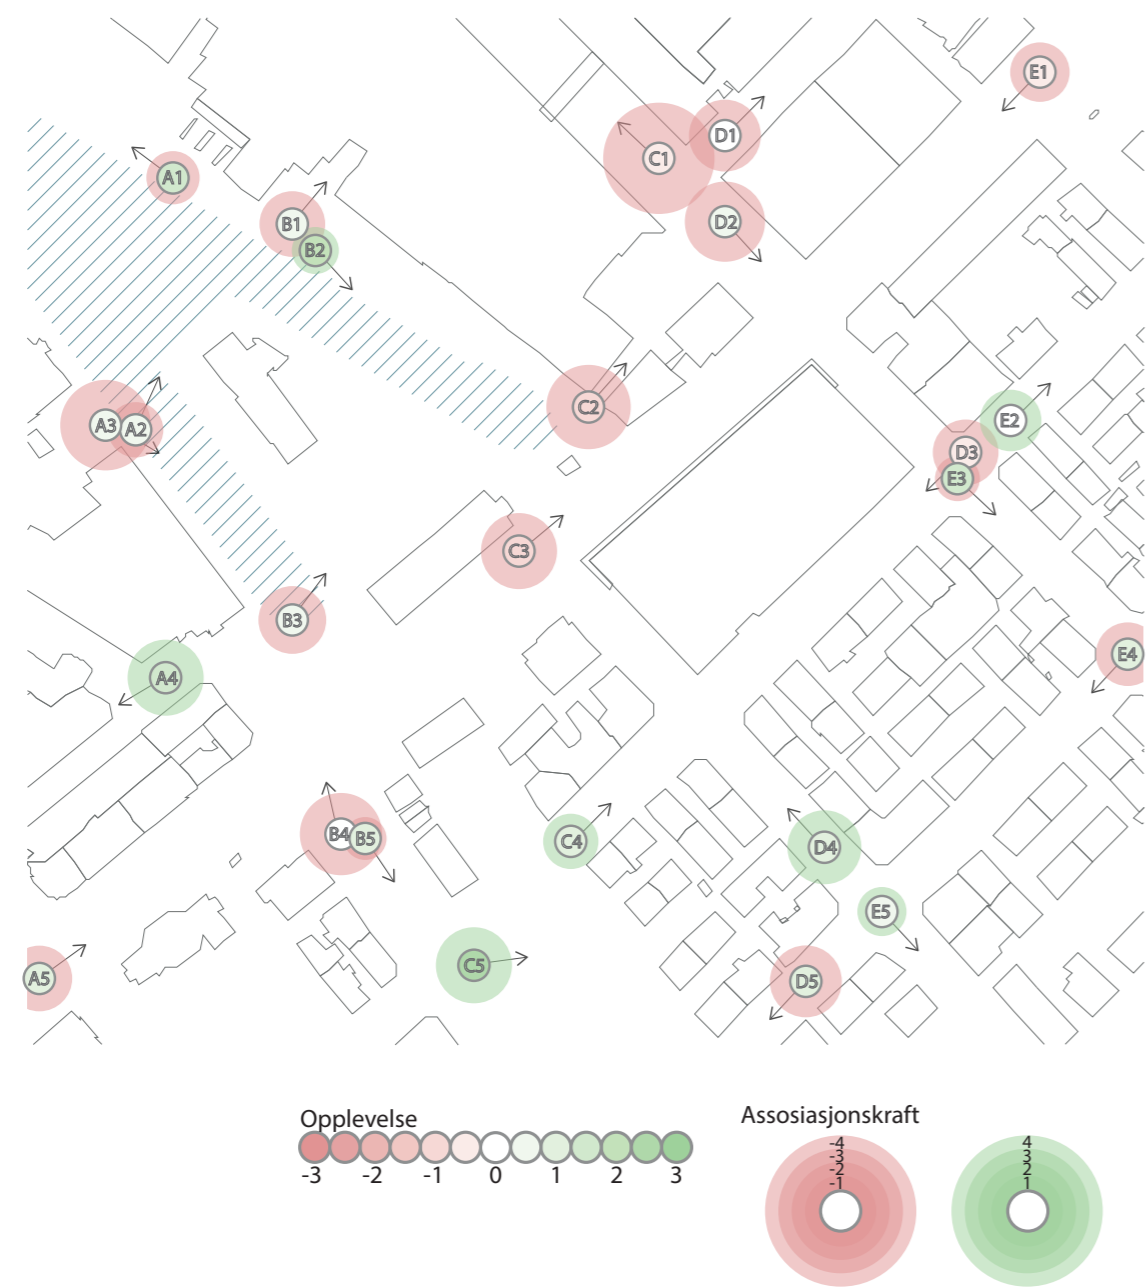 E1
D1
C1
A1
D2
B1
B2
C2
E2
A3
A2
D3
E3
C3
B3
E4
A4
B4
B5
C4
D4
E5
C5
A5
D5
Opplevelse
-3 -2 -1 0 1 2 3
Assosiasjonskraft
-4 4
-3 3
-2 2
-1 1